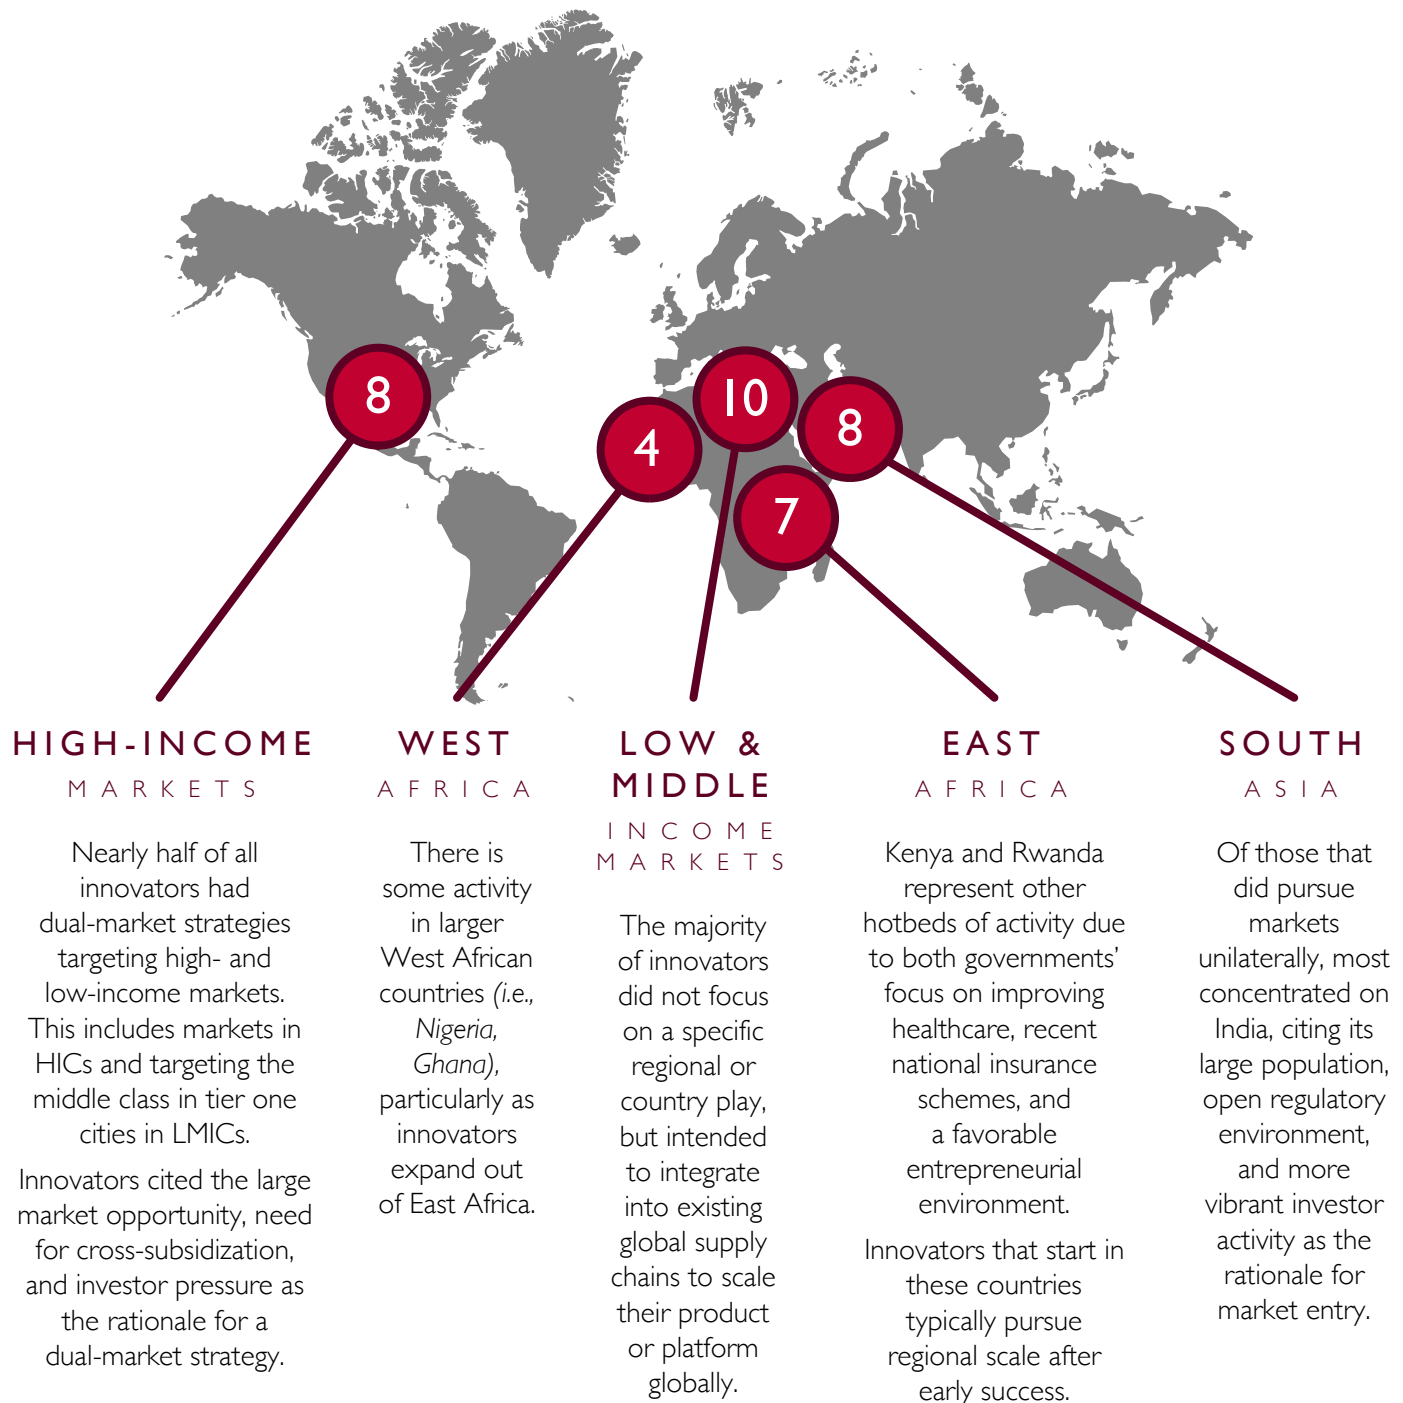 8
4
10
8
7
HIGH-INCOME
MARKETS
Nearly half of all
innovators had
dual-market strategies
targeting high- and
low-income markets.
This includes markets in
HICs and targeting the
middle class in tier one
cities in LMICs.
Innovators cited the large
market opportunity, need
for cross-subsidization,
and investor pressure as
the rationale for a
dual-market strategy.
WEST
AFRICA
There is
some activity
in larger
West African
countries (i.e.,
Nigeria,
Ghana),
particularly as
innovators
expand out
of East Africa.
LOW &
MIDDLE
INCOME
MARKETS
The majority
of innovators
did not focus
on a specific
regional or
country play,
but intended
to integrate
into existing
global supply
chains to scale
their product
or platform
globally.
EAST
AFRICA
Kenya and Rwanda
represent other
hotbeds of activity due
to both governments’
focus on improving
healthcare, recent
national insurance
schemes, and
a favorable
entrepreneurial
environment.
Innovators that start in
these countries
typically pursue
regional scale after
early success.
SOUTH
ASIA
Of those that
did pursue
markets
unilaterally, most
concentrated on
India, citing its
large population,
open regulatory
environment,
and more
vibrant investor
activity as the
rationale for
market entry.